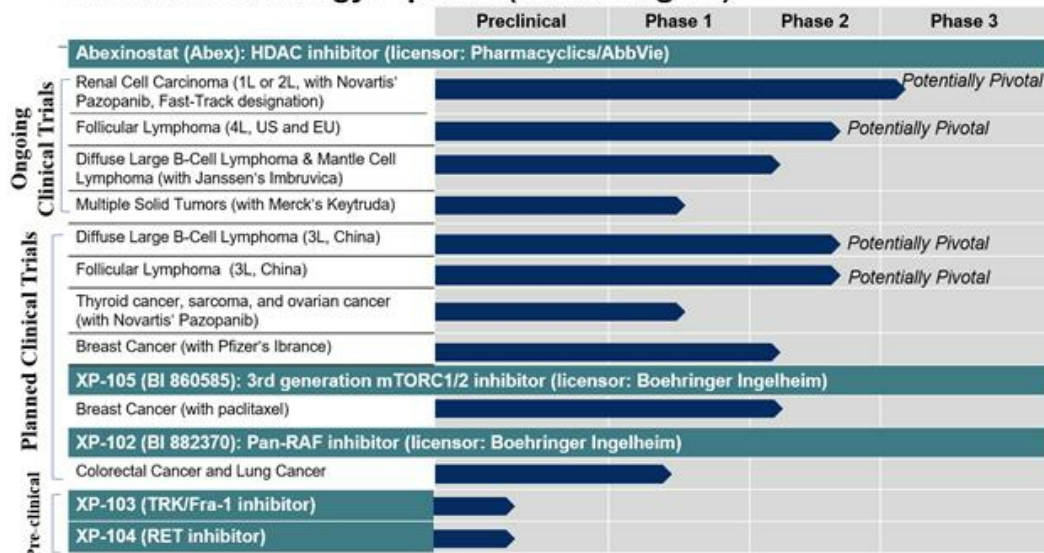 Preclinical Phase 1 Phase 2 Phase 3
Abexinostat (Abex): HDAC inhibitor (licensor: Pharmacyclics/AbbVie)
Ongoing
Clinical Trials
Renal Cell Carcinoma (1L or 2L, with Novartis'
Pazopanib, Fast-Track designation)
Potentially Pivotal
Follicular Lymphoma (4L, US and EU)
Potentially Pivotal
Diffuse Large B-Cell Lymphoma & Mantle Cell
Lymphoma (with Janssen's Imbruvica)
Multiple Solid Tumors (with Merck's Keytruda)
Planned Clinical Trials
Diffuse Large B-Cell Lymphoma (3L, China)
Potentially Pivotal
Follicular Lymphoma (3L, China)
Potentially Pivotal
Thyroid cancer, sarcoma, and ovarian cancer
(with Novartis' Pazopanib)
Breast Cancer (with Pfizer's Ibrance)
XP-105 (BI 860585): 3rd generation mTORC1/2 inhibitor (licensor: Boehringer Ingelheim)
Breast Cancer (with paclitaxel)
XP-102 (BI 882370): Pan-RAF inhibitor (licensor: Boehringer Ingelheim)
Colorectal Cancer and Lung Cancer
Pre-clinical
XP-103 (TRK/Fra-1 inhibitor)
XP-104 (RET inhibitor)